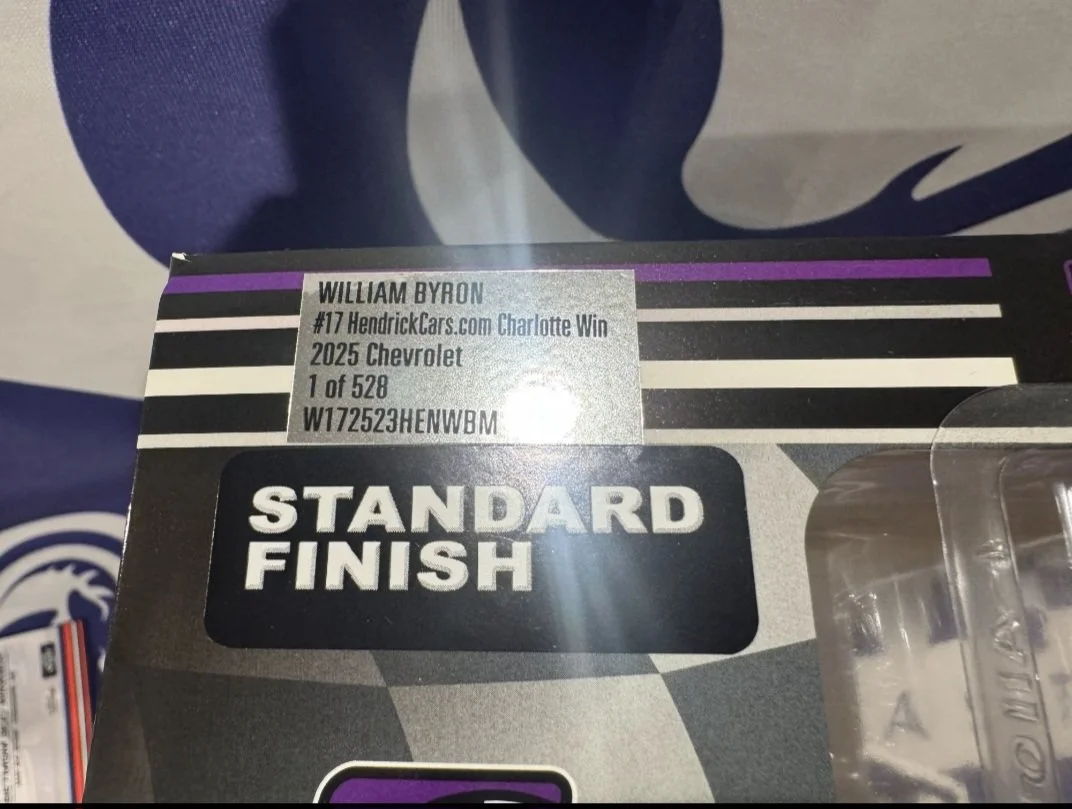 WILLIAM BYRON
#17 HendrickCars.com Charlotte Win
2025 Chevrolet
1 of 528
W172523HENWBM
STANDARD
FINISH
A